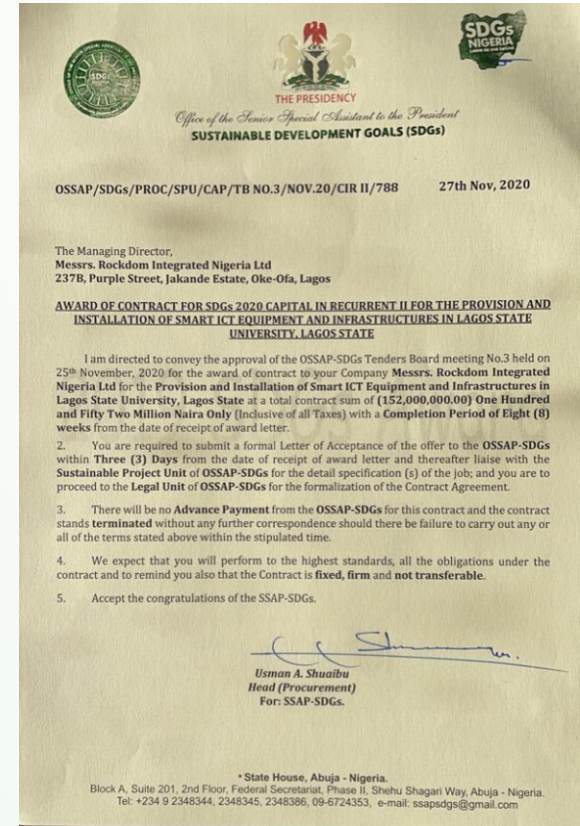 SDGs
NIGERIA
THE PRESIDENCY
Office of the Senior Special Assistant to the President
SUSTAINABLE DEVELOPMENT GOALS (SDGs)
OSSAP/SDGs/PROC/SPU/CAP/TB NO.3/NOV.20/CIR II/788 27th Nov, 2020
The Managing Director,
Messrs. Rockdom Integrated Nigeria Ltd
237B, Purple Street, Jakande Estate, Oke-Ofa, Lagos
AWARD OF CONTRACT FOR SDGs 2020 CAPITAL IN RECURRENT II FOR THE PROVISION AND
INSTALLATION OF SMART ICT EQUIPMENT AND INFRASTRUCTURES IN LAGOS STATE
UNIVERSITY, LAGOS STATE
I am directed to convey the approval of the OSSAP-SDGs Tenders Board meeting No.3 held on
25th November, 2020 for the award of contract to your Company Messrs. Rockdom Integrated
Nigeria Ltd for the Provision and Installation of Smart ICT Equipment and Infrastructures in
Lagos State University, Lagos State at a total contract sum of (152,000,000.00) One Hundred
and Fifty Two Million Naira Only (Inclusive of all Taxes) with a Completion Period of Eight (8)
weeks from the date of receipt of award letter.
2. You are required to submit a formal Letter of Acceptance of the offer to the OSSAP-SDGs
within Three (3) Days from the date of receipt of award letter and thereafter liaise with the
Sustainable Project Unit of OSSAP-SDGs for the detail specification (s) of the job; and you are to
proceed to the Legal Unit of OSSAP-SDGs for the formalization of the Contract Agreement.
3. There will be no Advance Payment from the OSSAP-SDGs for this contract and the contract
stands terminated without any further correspondence should there be failure to carry out any or
all of the terms stated above within the stipulated time.
4. We expect that you will perform to the highest standards, all the obligations under the
contract and to remind you also that the Contract is fixed, firm and not transferable.
5. Accept the congratulations of the SSAP-SDGs.
Usman A. Shuaibu
Head (Procurement)
For: SSAP-SDGs.
State House, Abuja - Nigeria.
Block A, Suite 201, 2nd Floor, Federal Secretariat, Phase II, Shehu Shagari Way, Abuja - Nigeria.
Tel: +234 9 2348344, 2348345, 2348386, 09-6724353, e-mail: ssapsdgs@gmail.com